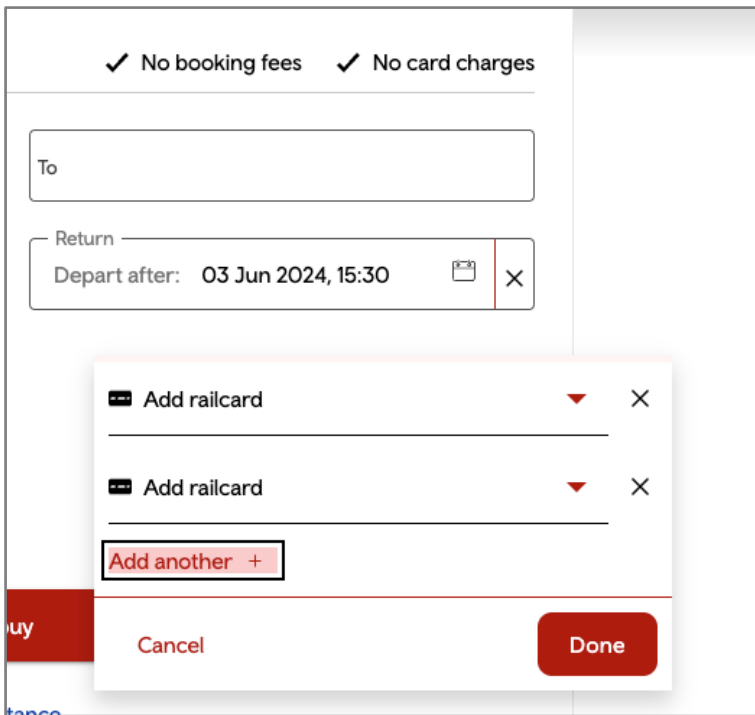 No booking fees No card charges
To
Return
Depart after: 03 Jun 2024, 15:30
Add railcard
Add railcard
Add another +
buy
Cancel Done